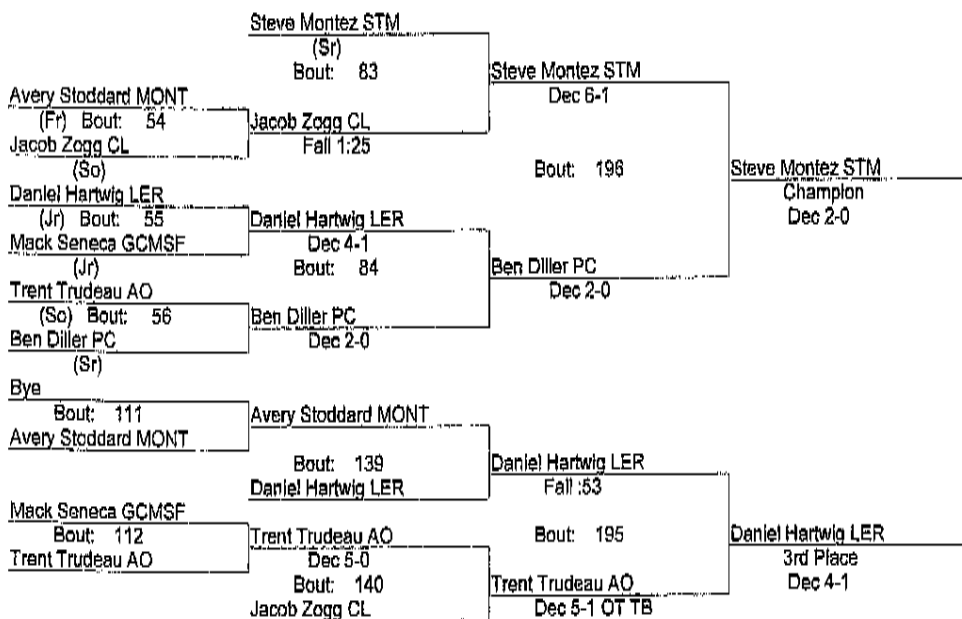 Steve Montez STM
(Sr)
Bout: 83
Steve Montez STM
Dec 6-1
Avery Stoddard MONT
(Fr) Bout: 54
Jacob Zogg CL
Fall 1:25
Jacob Zogg CL
(So)
Bout: 196
Steve Montez STM
Champion
Dec 2-0
Daniel Hartwig LER
(Jr) Bout: 55
Daniel Hartwig LER
Dec 4-1
Mack Seneca GCMSF
(Jr)
Bout: 84
Ben Diller PC
Dec 2-0
Trent Trudeau AO
(So) Bout: 56
Ben Diller PC
Dec 2-0
Ben Diller PC
(Sr)
Bye
Bout: 111
Avery Stoddard MONT
Avery Stoddard MONT
Bout: 139
Daniel Hartwig LER
Fall :53
Daniel Hartwig LER
Mack Seneca GCMSF
Bout: 112
Trent Trudeau AO
Dec 5-0
Bout: 195
Daniel Hartwig LER
3rd Place
Dec 4-1
Trent Trudeau AO
Bout: 140
Trent Trudeau AO
Dec 5-1 OT TB
Jacob Zogg CL